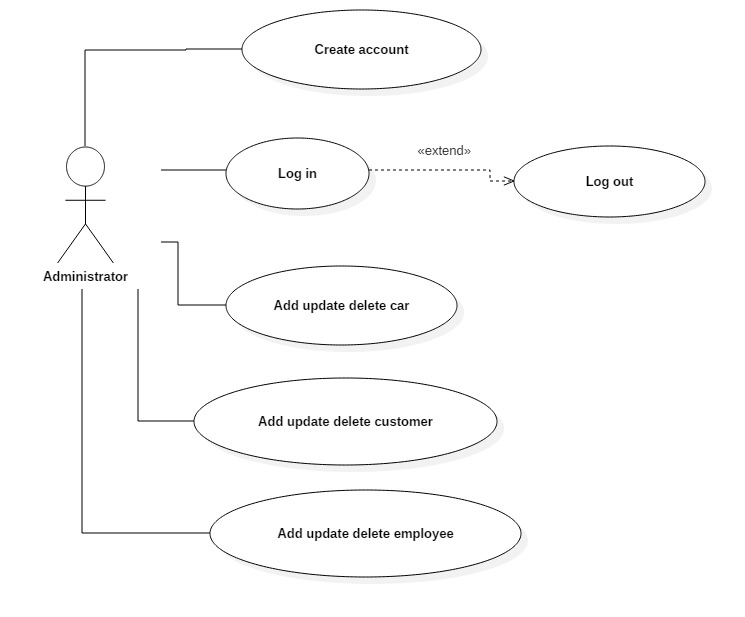 Create account
«extend»
Log in
Log out
Administrator
Add update delete car
Add update delete customer
Add update delete employee